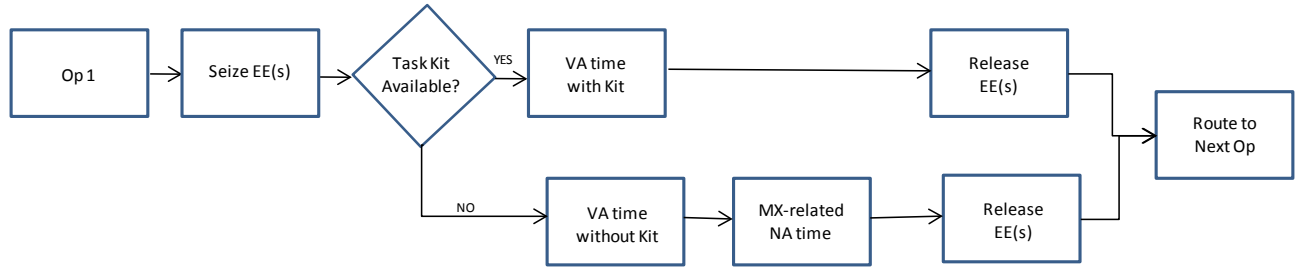 Op 1
Seize EE(s)
Task Kit
Available?
YES
VA time
with Kit
Release
EE(s)
Route to
Next Op
NO
VA time
without Kit
MX-related
NA time
Release
EE(s)